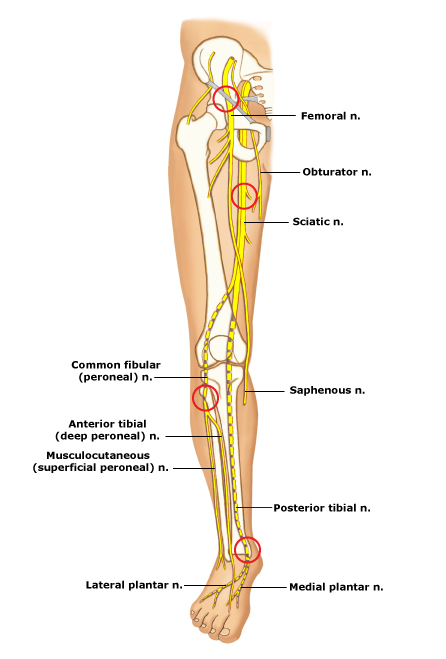 Femoral n.
Obturator n.
Sciatic n.
Common fibular
(peroneal) n.
Saphenous n.
Anterior tibial
(deep peroneal) n.
Musculocutaneous
(superficial peroneal) n.
Posterior tibial n.
Lateral plantar n.
Medial plantar n.